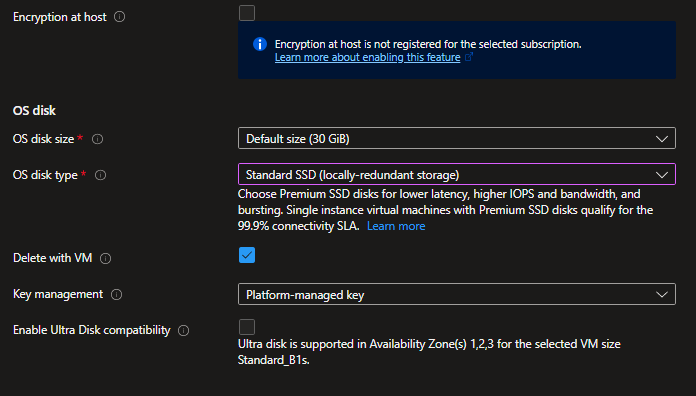 Encryption at host
Encryption at host is not registered for the selected subscription.
Learn more about enabling this feature
OS disk
OS disk size *
Default size (30 GiB)
OS disk type *
Standard SSD (locally-redundant storage)
Choose Premium SSD disks for lower latency, higher IOPS and bandwidth, and
bursting. Single instance virtual machines with Premium SSD disks qualify for the
99.9% connectivity SLA. Learn more
Delete with VM
Key management
Platform-managed key
Enable Ultra Disk compatibility
Ultra disk is supported in Availability Zone(s) 1,2,3 for the selected VM size
Standard_B1s.